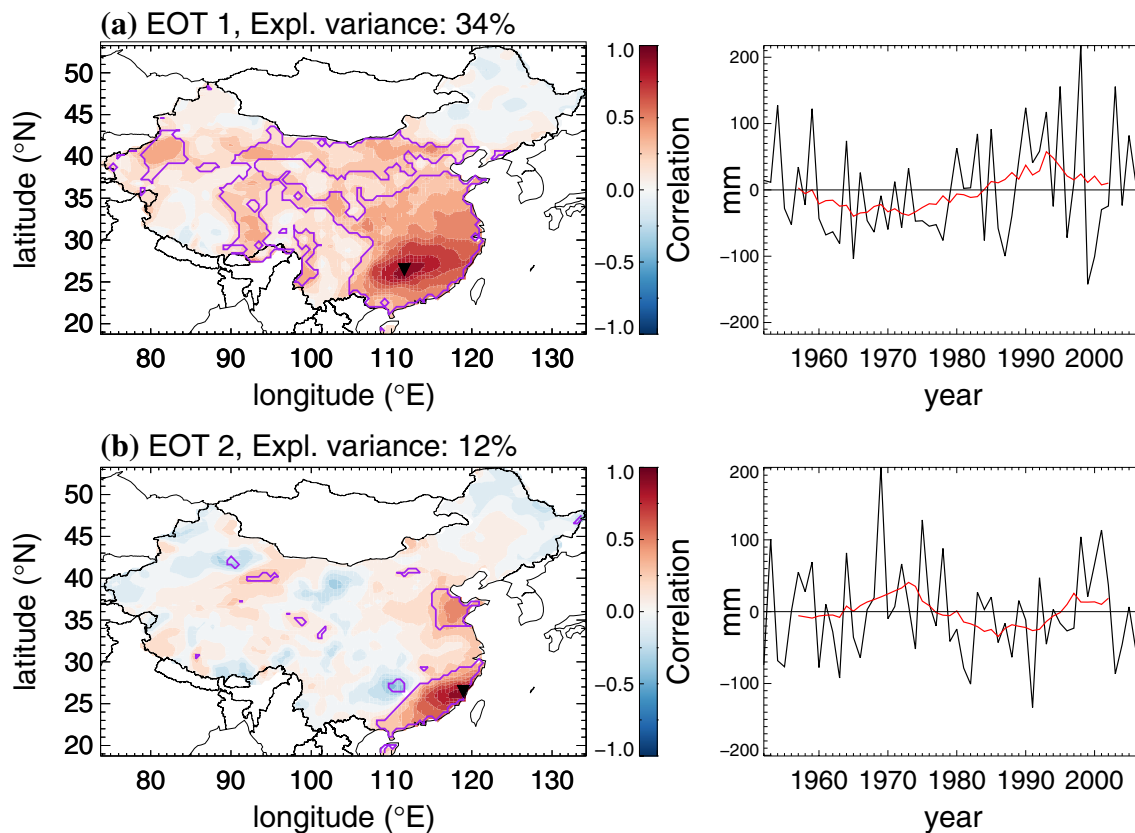 (a) EOT 1, Expl. variance: 34%
latitude (°N)
50
45
40
35
30
25
20
80 90 100 110 120 130
longitude (°E)
1.0
0.5
0.0
−0.5
−1.0
Correlation
mm
200
100
0
−100
−200
1960 1970 1980 1990 2000
year
(b) EOT 2, Expl. variance: 12%
latitude (°N)
50
45
40
35
30
25
20
80 90 100 110 120 130
longitude (°E)
1.0
0.5
0.0
−0.5
−1.0
Correlation
mm
200
100
0
−100
−200
1960 1970 1980 1990 2000
year